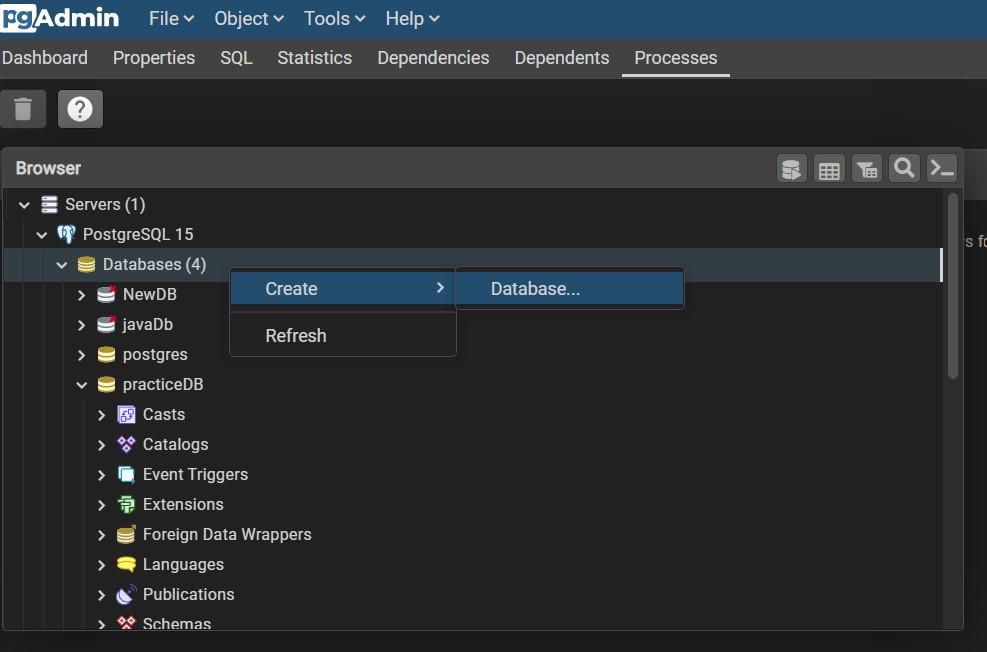 pgAdmin File Object Tools Help
Dashboard Properties SQL Statistics Dependencies Dependents Processes
?
Browser
Servers (1)
PostgreSQL 15
s fo
Databases (4)
Create Database...
NewDB
javaDb
Refresh
postgres
practiceDB
Casts
Catalogs
Event Triggers
Extensions
Foreign Data Wrappers
Languages
Publications
Schemas